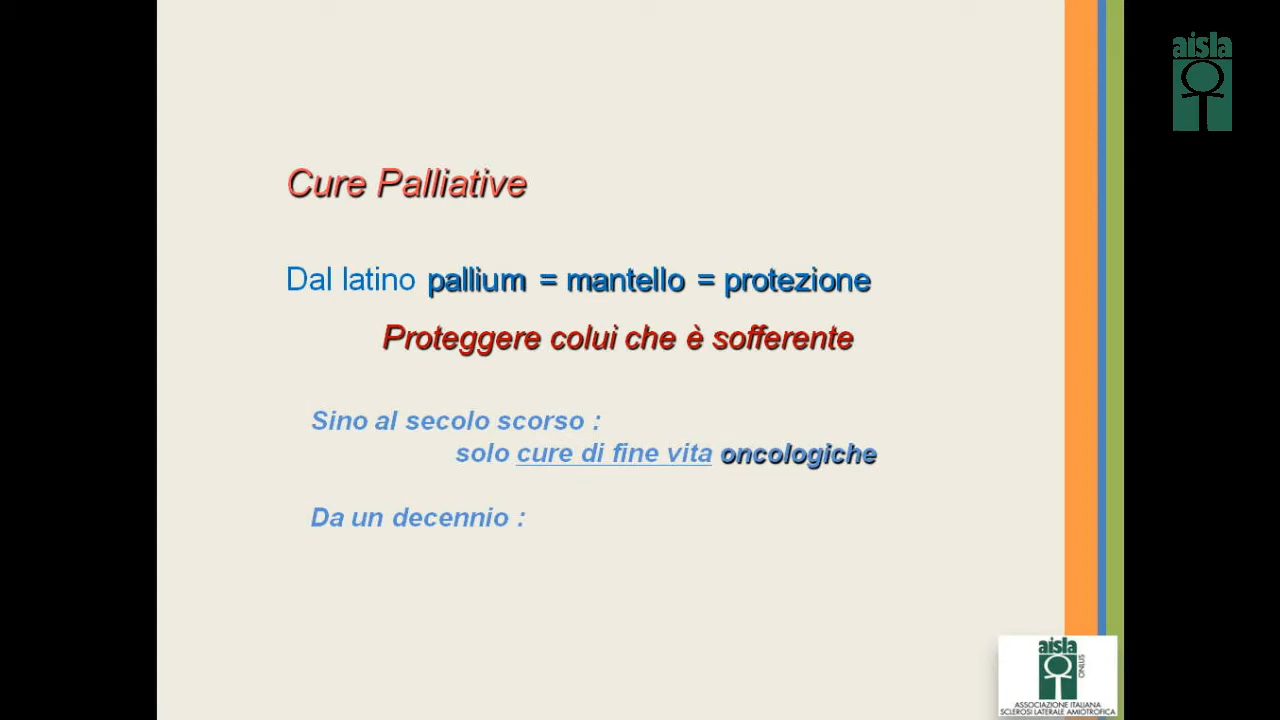 aisla
Cure Palliative
Dal latino pallium = mantello = protezione
Proteggere colui che è sofferente
Sino al secolo scorso :
solo cure di fine vita oncologiche
Da un decennio :
aisla
ONLUS
ASSOCIAZIONE ITALIANA
SCLEROSI LATERALE AMIOTROFICA